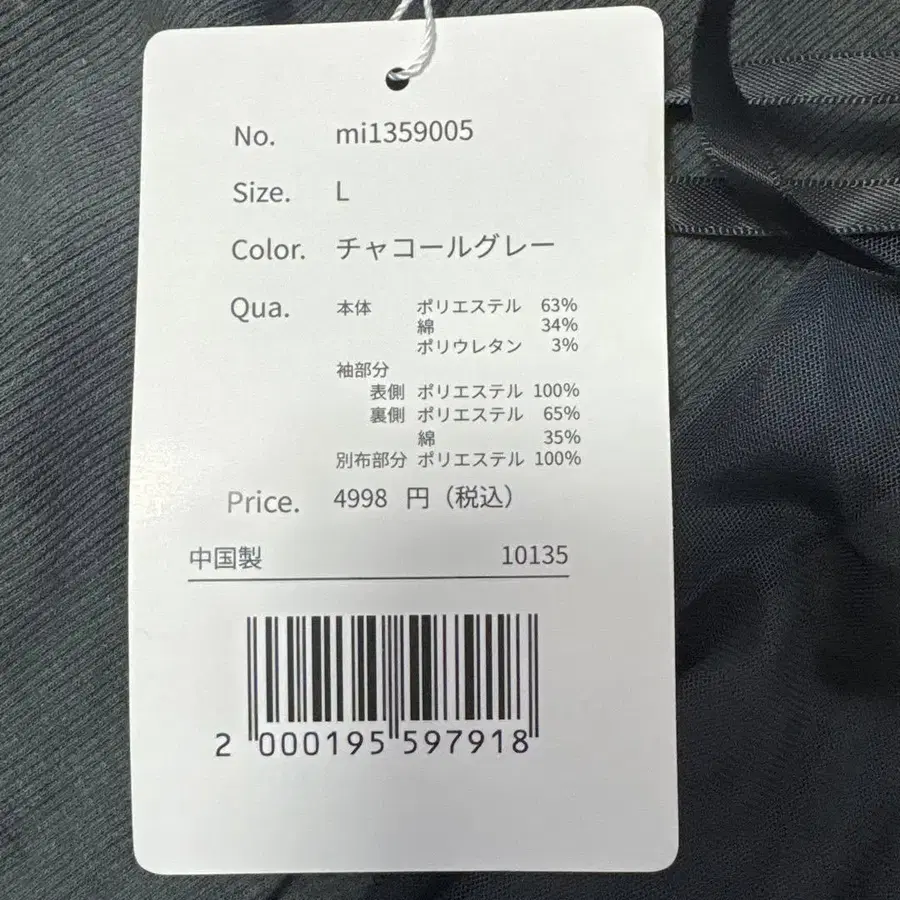 No. mi1359005
Size. L
Color. チャコールグレー
Qua. 本体 ポリエステル 63%
綿 34%
ポリウレタン 3%
袖部分
表側 ポリエステル 100%
裏側 ポリエステル 65%
綿 35%
別布部分 ポリエステル 100%
Price. 4998 円（税込）
中国製 10135
2 000195 597918